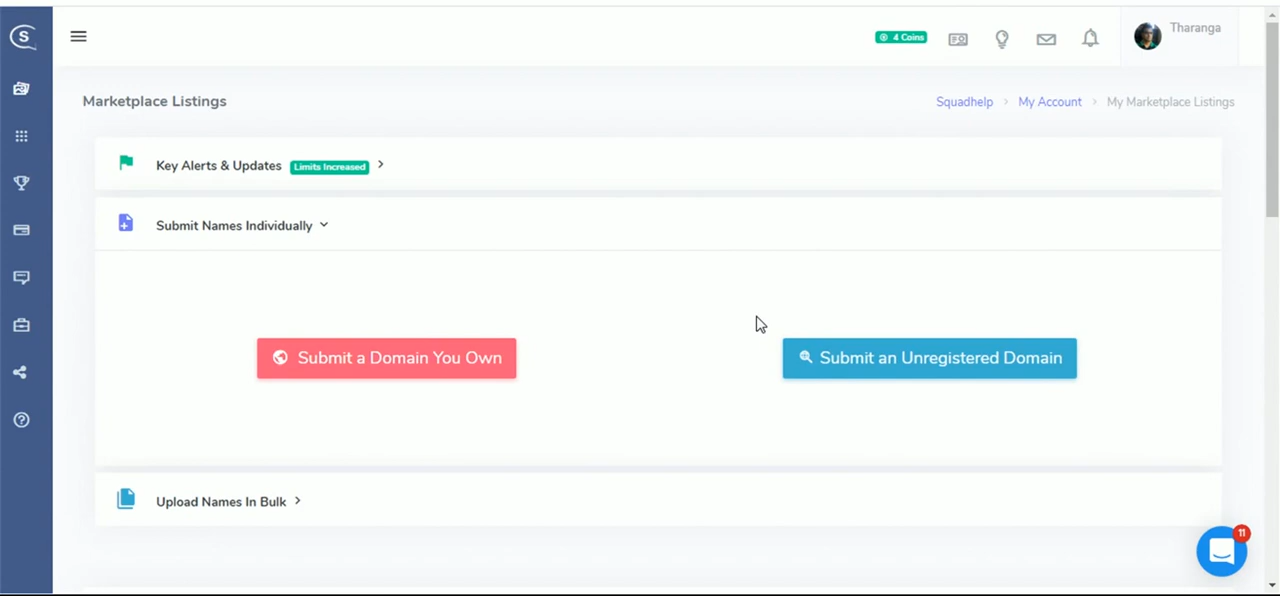 S
4 Coins
Tharanga
Marketplace Listings
Squadhelp > My Account > My Marketplace Listings
Key Alerts & Updates Limits Increased >
Submit Names Individually
Submit a Domain You Own
Submit an Unregistered Domain
Upload Names In Bulk >
11